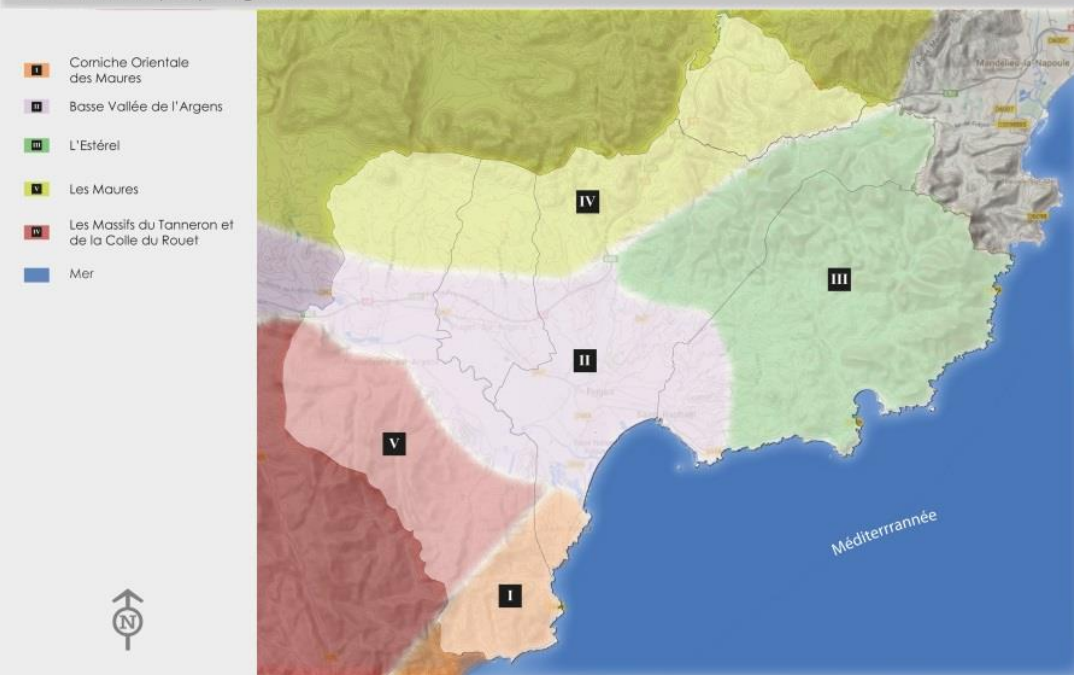 I
Corniche Orientale
des Maures
II
Basse Vallée de l'Argens
III
L'Estérel
V
Les Maures
IV
Les Massifs du Tanneron et
de la Colle du Rouet
Mer
N
Mandelieu-la-Napoule
IV
III
II
V
I
Méditerrrannée